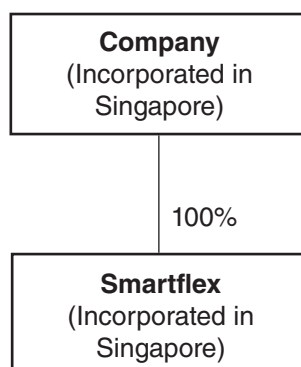 Company
(Incorporated in
Singapore)
100%
Smartflex
(Incorporated in
Singapore)